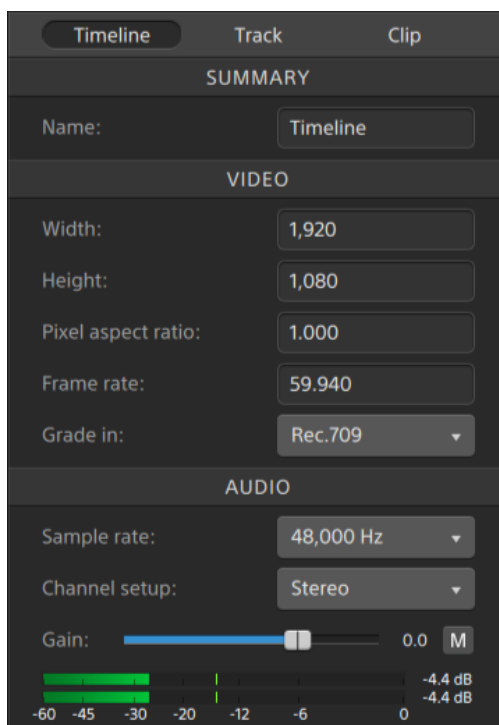 Timeline Track Clip
SUMMARY
Name: Timeline
VIDEO
Width: 1,920
Height: 1,080
Pixel aspect ratio: 1.000
Frame rate: 59.940
Grade in: Rec.709
AUDIO
Sample rate: 48,000 Hz
Channel setup: Stereo
Gain: 0.0 M
-4.4 dB
-4.4 dB
-60 -45 -30 -20 -12 -6 0